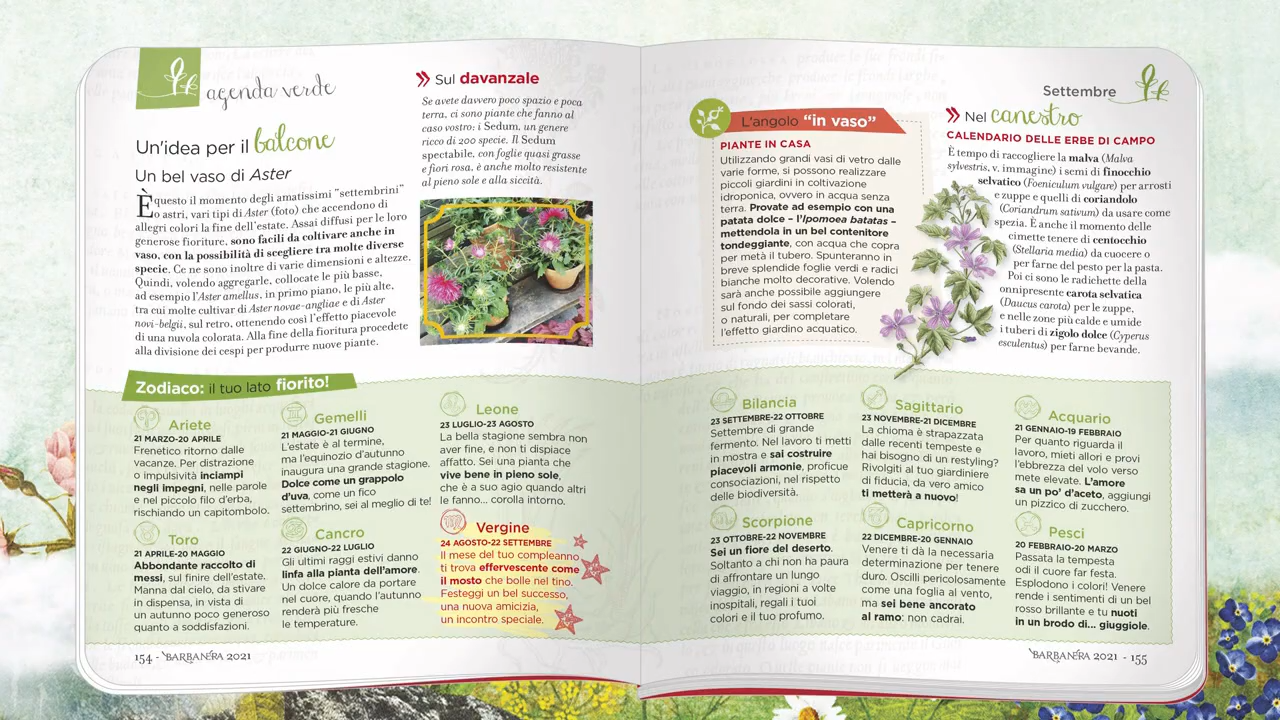 agenda verde
Un'idea per il balcone
Un bel vaso di Aster
È questo il momento degli amatissimi "settembrini"
o astri, vari tipi di Aster (foto) che accendono di
allegri colori la fine dell'estate. Assai diffusi per le loro
generose fioriture, sono facili da coltivare anche in
vaso, con la possibilità di scegliere tra molte diverse
specie. Ce ne sono inoltre di varie dimensioni e altezze.
Quindi, volendo aggregarle, collocate le più basse,
ad esempio l'Aster amellus, in primo piano, le più alte,
tra cui molte cultivar di Aster novae-angliae e di Aster
novi-belgii, sul retro, ottenendo così l'effetto piacevole
di una nuvola colorata. Alla fine della fioritura procedete
alla divisione dei cespi per produrre nuove piante.
Sul davanzale
Se avete davvero poco spazio e poca
terra, ci sono piante che fanno al
caso vostro: i Sedum, un genere
ricco di 200 specie. Il Sedum
spectabile, con foglie quasi grasse
e fiori rosa, è anche molto resistente
al pieno sole e alla siccità.
Zodiaco: il tuo lato fiorito!
Ariete
21 MARZO-20 APRILE
Frenetico ritorno dalle
vacanze. Per distrazione
o impulsività inciampi
negli impegni, nelle parole
e nel piccolo filo d'erba,
rischiando un capitombolo.
Gemelli
21 MAGGIO-21 GIUGNO
L'estate è al termine,
ma l'equinozio d'autunno
inaugura una grande stagione.
Dolce come un grappolo
d'uva, come un fico
settembrino, sei al meglio di te!
Leone
23 LUGLIO-23 AGOSTO
La bella stagione sembra non
aver fine, e non ti dispiace
affatto. Sei una pianta che
vive bene in pieno sole,
che è a suo agio quando altri
le fanno... corolla intorno.
Toro
21 APRILE-20 MAGGIO
Abbondante raccolto di
messi, sul finire dell'estate.
Manna dal cielo, da stivare
in dispensa, in vista di
un autunno poco generoso
quanto a soddisfazioni.
Cancro
22 GIUGNO-22 LUGLIO
Gli ultimi raggi estivi danno
linfa alla pianta dell'amore.
Un dolce calore da portare
nel cuore, quando l'autunno
renderà più fresche
le temperature.
Vergine
24 AGOSTO-22 SETTEMBRE
Il mese del tuo compleanno
ti trova effervescente come
il mosto che bolle nel tino.
Festeggi un bel successo,
una nuova amicizia,
un incontro speciale.
154 - BARBANERA 2021
Settembre
L'angolo "in vaso"
PIANTE IN CASA
Utilizzando grandi vasi di vetro dalle
varie forme, si possono realizzare
piccoli giardini in coltivazione
idroponica, ovvero in acqua senza
terra. Provate ad esempio con una
patata dolce – l'Ipomoea batatas –
mettendola in un bel contenitore
tondeggiante, con acqua che copra
per metà il tubero. Spunteranno in
breve splendide foglie verdi e radici
bianche molto decorative. Volendo
sarà anche possibile aggiungere
sul fondo dei sassi colorati,
o naturali, per completare
l'effetto giardino acquatico.
Nel canestro
CALENDARIO DELLE ERBE DI CAMPO
È tempo di raccogliere la malva (Malva
sylvestris, v. immagine) i semi di finocchio
selvatico (Foeniculum vulgare) per arrosti
e zuppe e quelli di coriandolo
(Coriandrum sativum) da usare come
spezia. È anche il momento delle
cimette tenere di centocchio
(Stellaria media) da cuocere o
per farne del pesto per la pasta.
Poi ci sono le radichette della
onnipresente carota selvatica
(Daucus carota) per le zuppe,
e nelle zone più calde e umide
i tuberi di zigolo dolce (Cyperus
esculentus) per farne bevande.
Bilancia
23 SETTEMBRE-22 OTTOBRE
Settembre di grande
fermento. Nel lavoro ti metti
in mostra e sai costruire
piacevoli armonie, proficue
consociazioni, nel rispetto
delle biodiversità.
Sagittario
23 NOVEMBRE-21 DICEMBRE
La chioma è strapazzata
dalle recenti tempeste e
hai bisogno di un restyling?
Rivolgiti al tuo giardiniere
di fiducia, da vero amico
ti metterà a nuovo!
Acquario
21 GENNAIO-19 FEBBRAIO
Per quanto riguarda il
lavoro, mieti allori e provi
l'ebbrezza del volo verso
mete elevate. L'amore
sa un po' d'aceto, aggiungi
un pizzico di zucchero.
Scorpione
23 OTTOBRE-22 NOVEMBRE
Sei un fiore del deserto.
Soltanto a chi non ha paura
di affrontare un lungo
viaggio, in regioni a volte
inospitali, regali i tuoi
colori e il tuo profumo.
Capricorno
22 DICEMBRE-20 GENNAIO
Venere ti dà la necessaria
determinazione per tenere
duro. Oscilli pericolosamente
come una foglia al vento,
ma sei bene ancorato
al ramo: non cadrai.
Pesci
20 FEBBRAIO-20 MARZO
Passata la tempesta
odi il cuore far festa.
Esplodono i colori! Venere
rende i sentimenti di un bel
rosso brillante e tu nuoti
in un brodo di... giuggiole.
BARBANERA 2021 - 155